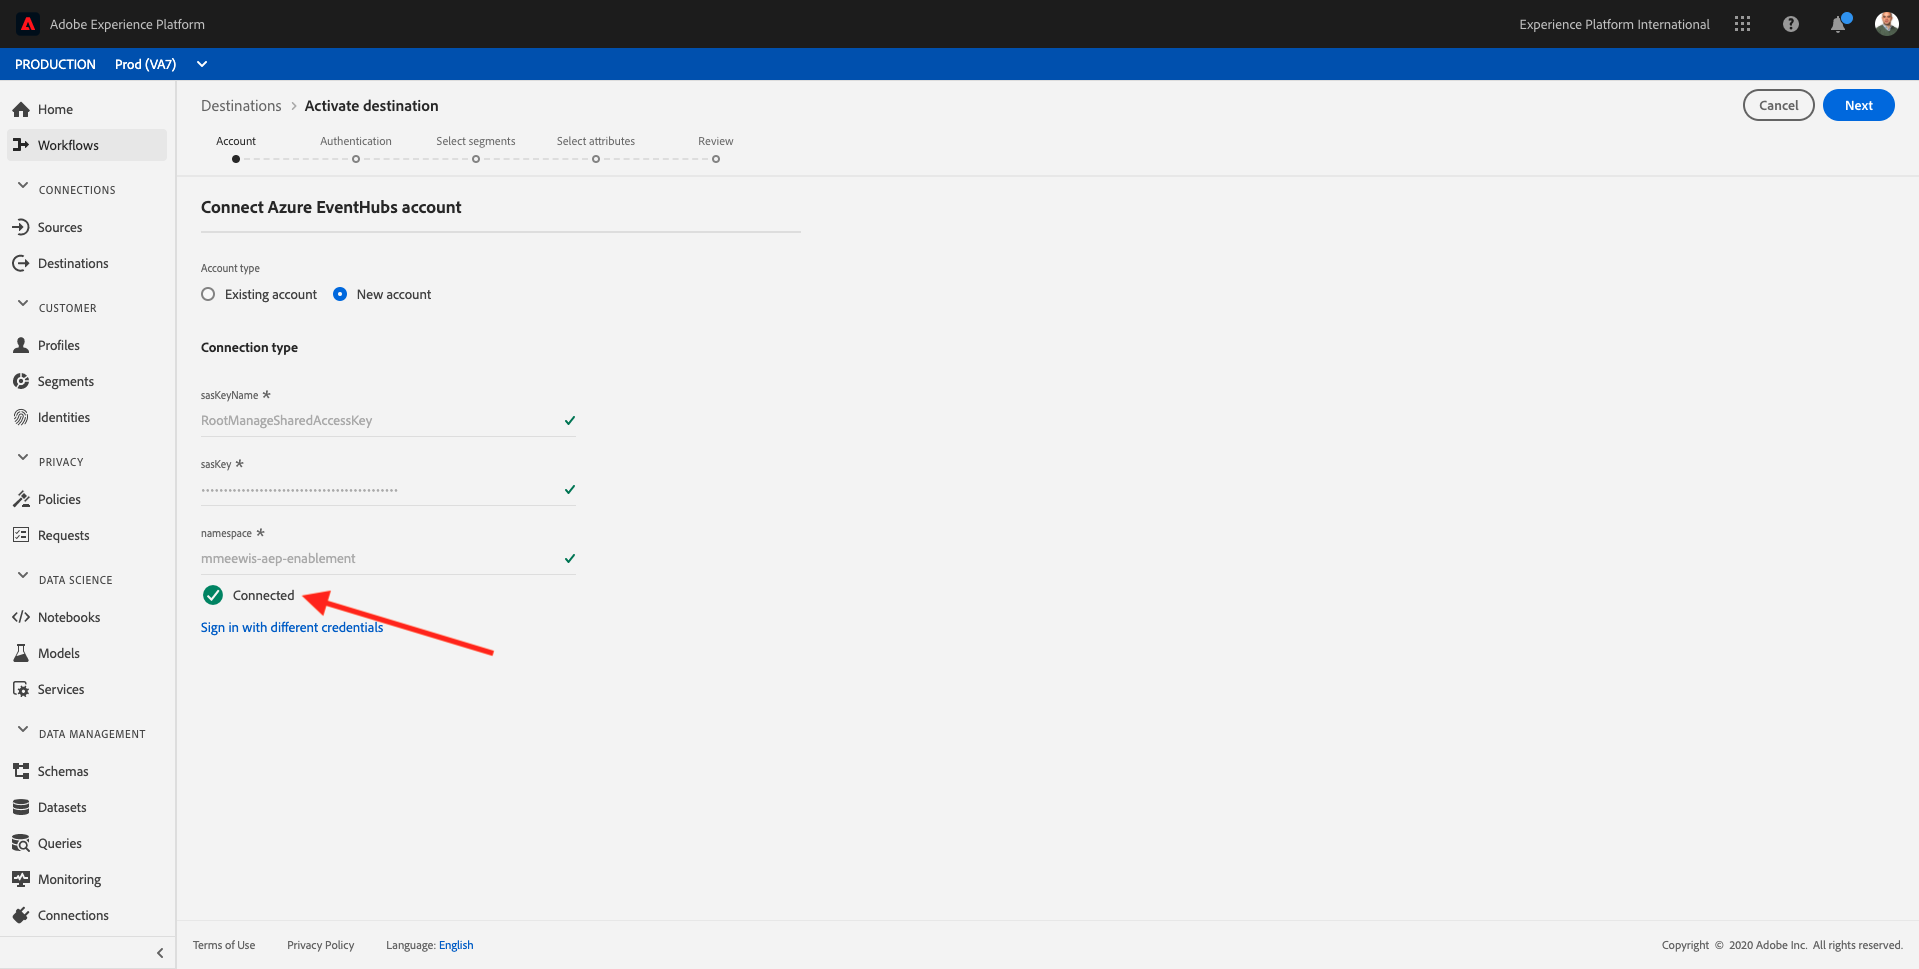 Adobe Experience Platform
Experience Platform International
PRODUCTION Prod (VA7)
Home
Workflows
CONNECTIONS
Sources
Destinations
CUSTOMER
Profiles
Segments
Identities
PRIVACY
Policies
Requests
DATA SCIENCE
Notebooks
Models
Services
DATA MANAGEMENT
Schemas
Datasets
Queries
Monitoring
Connections
Destinations > Activate destination
Cancel Next
Account Authentication Select segments Select attributes Review
Connect Azure EventHubs account
Account type
Existing account New account
Connection type
sasKeyName *
RootManageSharedAccessKey
sasKey *
••••••••••••••••••••••••••••••••••••••••••••
namespace *
mmeewis-aep-enablement
Connected
Sign in with different credentials
Terms of Use Privacy Policy Language: English
Copyright © 2020 Adobe Inc. All rights reserved.